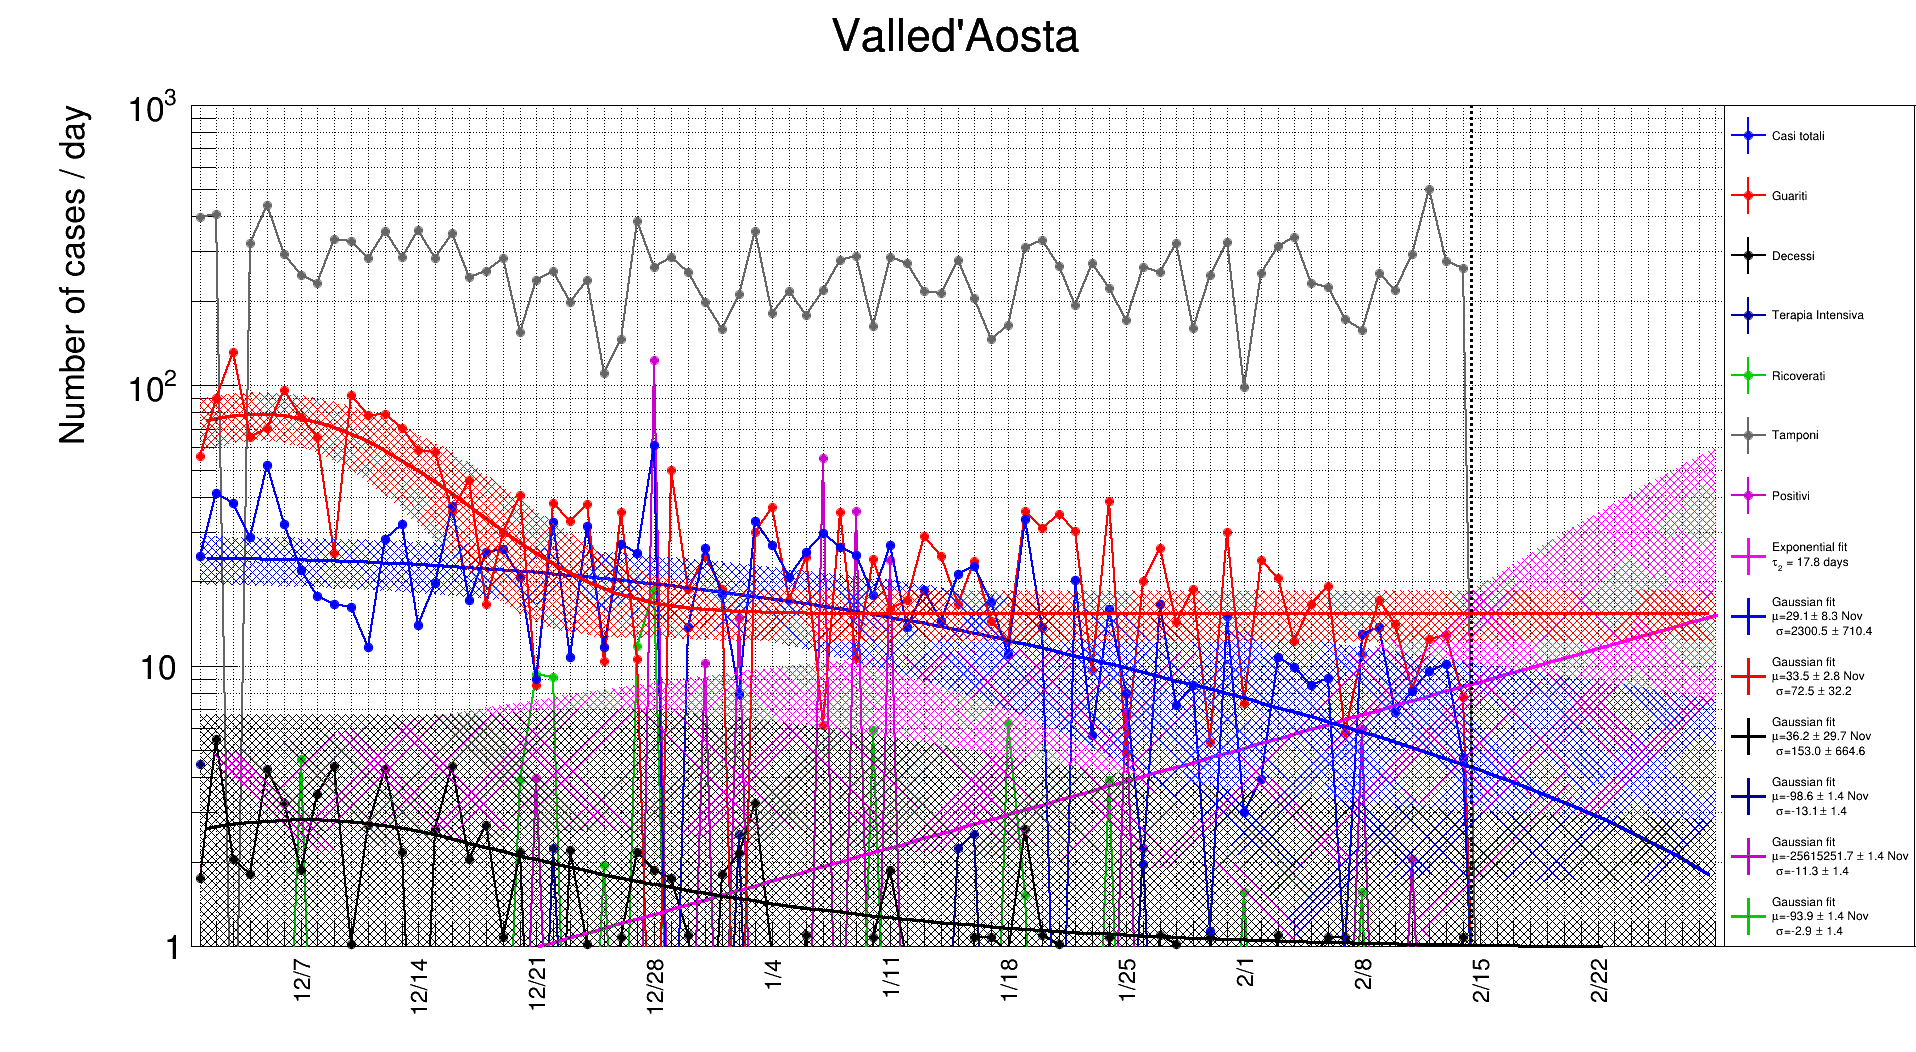 Valled'Aosta
Number of cases / day
10³
10²
10
1
12/7
12/14
12/21
12/28
1/4
1/11
1/18
1/25
2/1
2/8
2/15
2/22
Casi totali
Guariti
Decessi
Terapia Intensiva
Ricoverati
Tamponi
Positivi
Exponential fit
τ₂ = 17.8 days
Gaussian fit
μ=29.1 ± 8.3 Nov
σ=2300.5 ± 710.4
Gaussian fit
μ=33.5 ± 2.8 Nov
σ=72.5 ± 32.2
Gaussian fit
μ=36.2 ± 29.7 Nov
σ=153.0 ± 664.6
Gaussian fit
μ=-98.6 ± 1.4 Nov
σ=-13.1 ± 1.4
Gaussian fit
μ=-25615251.7 ± 1.4 Nov
σ=-11.3 ± 1.4
Gaussian fit
μ=-93.9 ± 1.4 Nov
σ=-2.9 ± 1.4